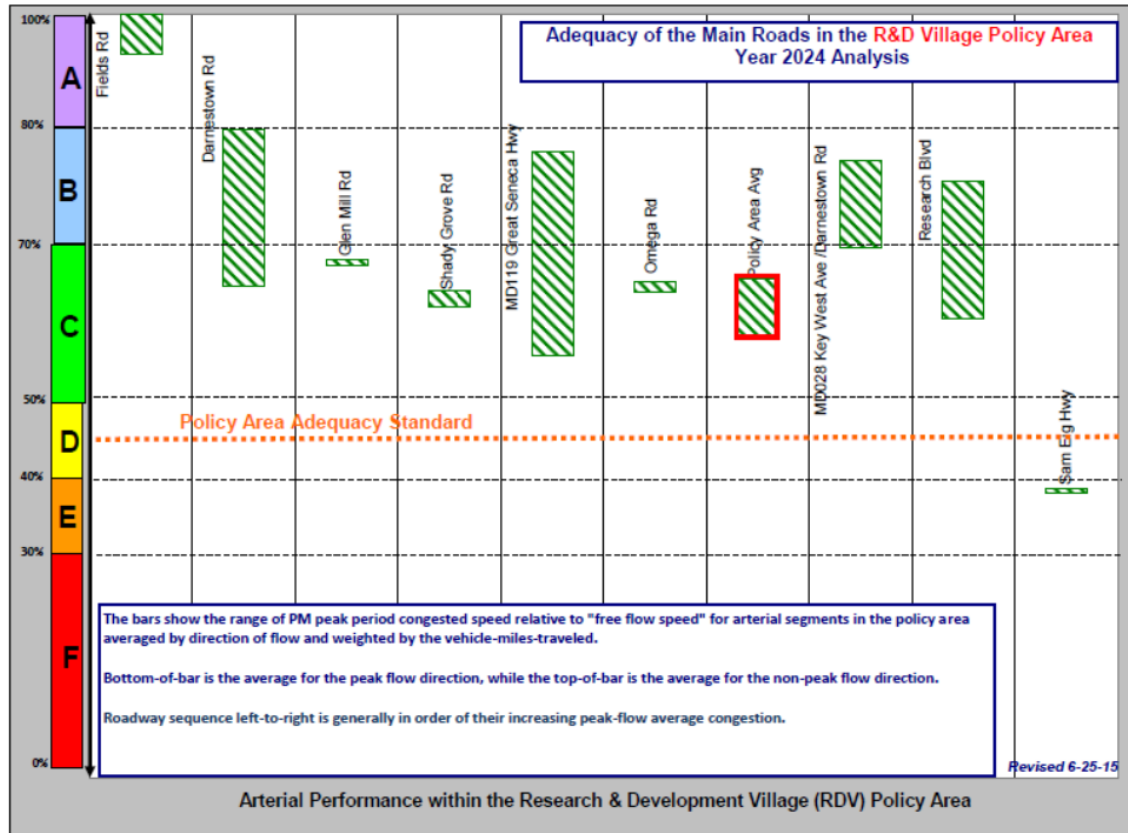 Adequacy of the Main Roads in the R&D Village Policy Area
Year 2024 Analysis
100%
80%
70%
50%
40%
30%
0%
A
B
C
D
E
F
Fields Rd
Darnestown Rd
Glen Mill Rd
Shady Grove Rd
MD119 Great Seneca Hwy
Omega Rd
Policy Area Avg
MD028 Key West Ave /Darnestown Rd
Research Blvd
Sam Eig Hwy
Policy Area Adequacy Standard
The bars show the range of PM peak period congested speed relative to "free flow speed" for arterial segments in the policy area
averaged by direction of flow and weighted by the vehicle-miles-traveled.
Bottom-of-bar is the average for the peak flow direction, while the top-of-bar is the average for the non-peak flow direction.
Roadway sequence left-to-right is generally in order of their increasing peak-flow average congestion.
Revised 6-25-15
Arterial Performance within the Research & Development Village (RDV) Policy Area